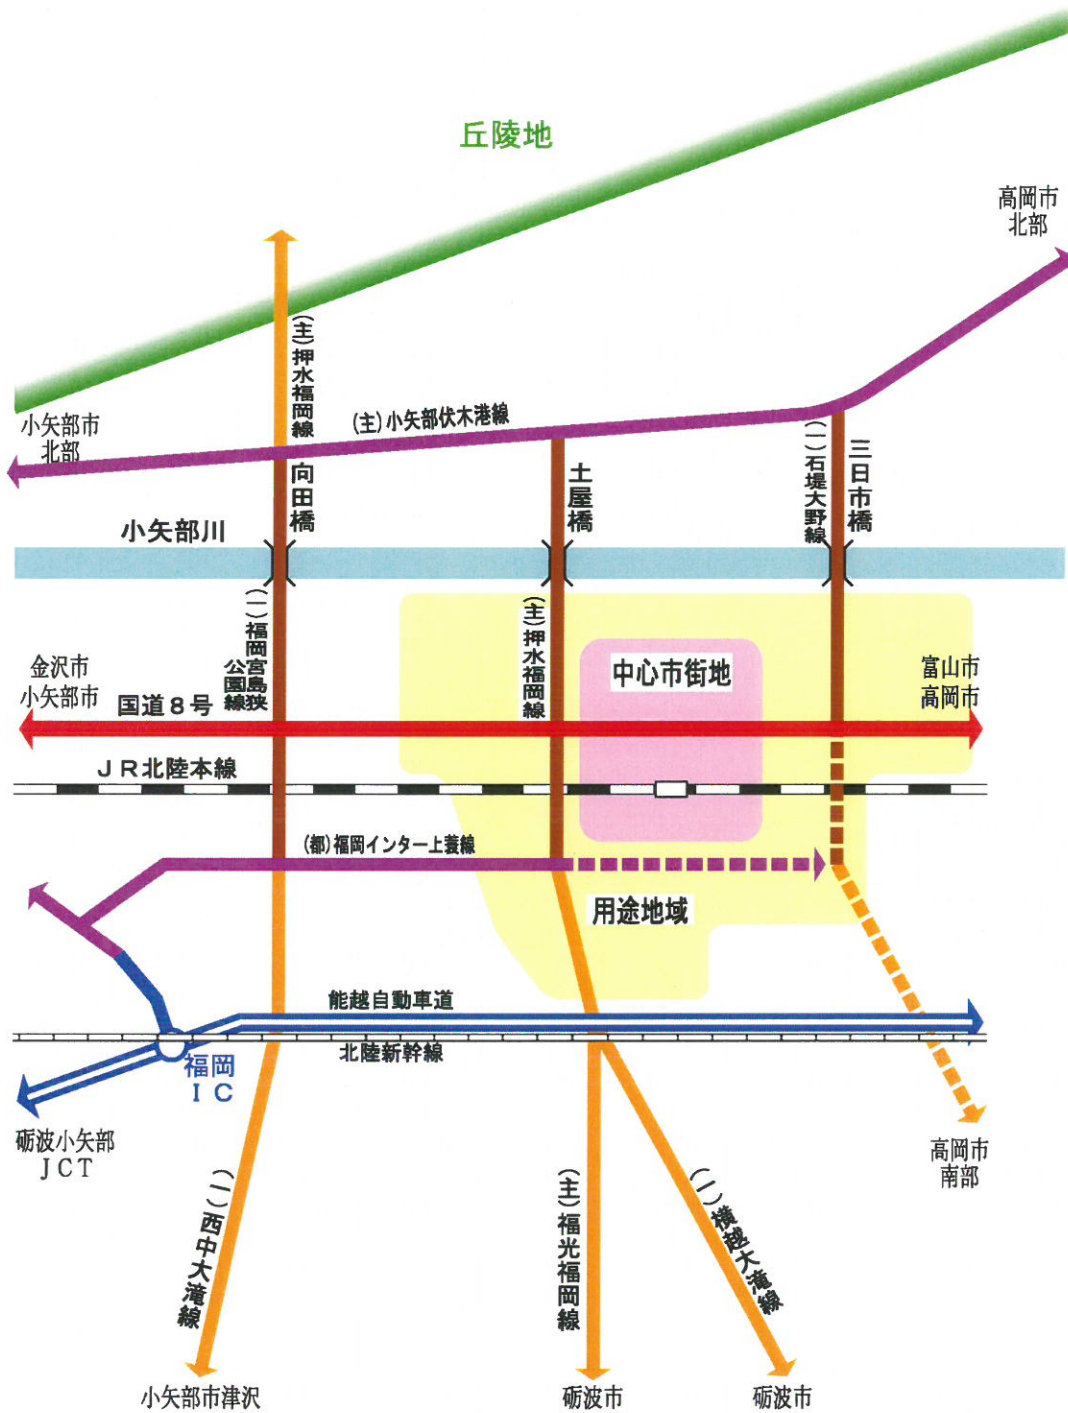 丘陵地
高岡市
北部
(主)押水福岡線
(主)小矢部伏木港線
小矢部市
北部
向田橋
土屋橋
(一)石堤大野線
三日市橋
小矢部川
(一)福岡宮島狭
公園線
(主)押水福岡線
中心市街地
金沢市
小矢部市
国道8号
富山市
高岡市
JR北陸本線
(都)福岡インター上蓑線
用途地域
能越自動車道
北陸新幹線
福岡
IC
砺波小矢部
JCT
高岡市
南部
(一)西中大滝線
(主)福光福岡線
(一)横越大滝線
小矢部市津沢
砺波市
砺波市